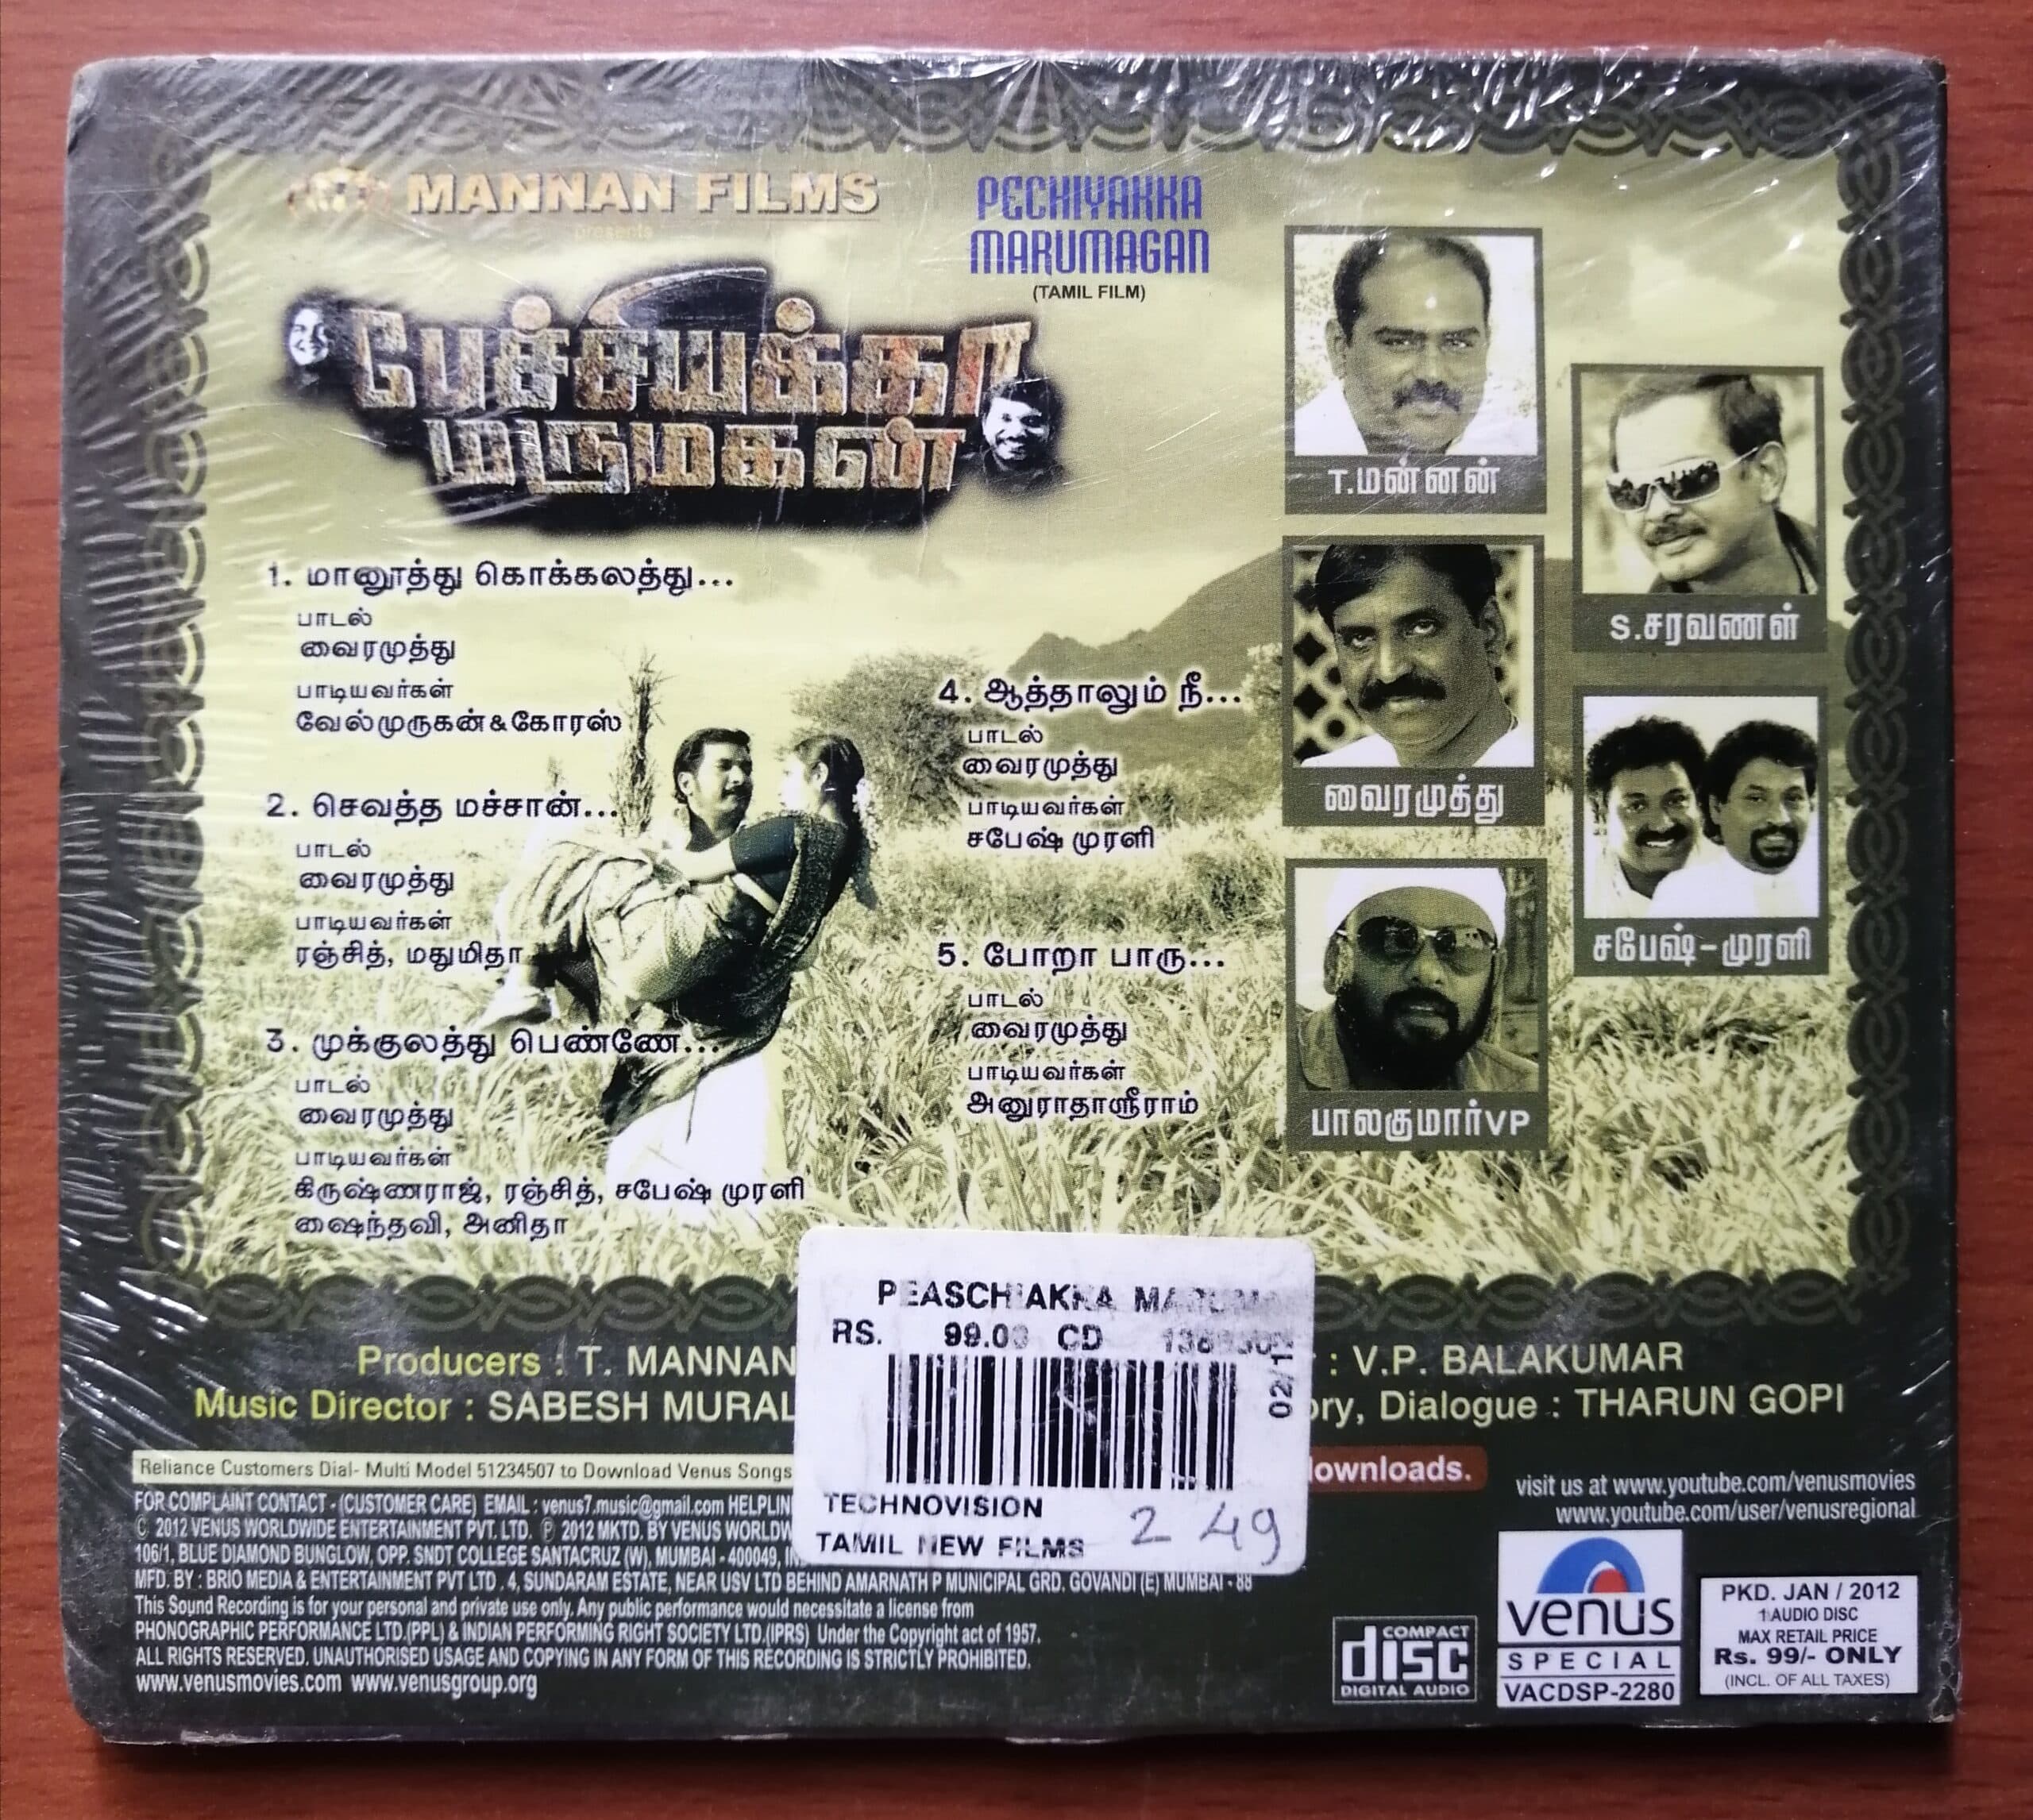 MANNAN FILMS
presents
PECHIYAKKA
MARUMAGAN
(TAMIL FILM)
பேச்சியக்கா
மருமகன்
1. மானூத்து கொக்கலத்து...
பாடல்
வைரமுத்து
பாடியவர்கள்
வேல்முருகன்&கோரஸ்
2. செவத்த மச்சான்...
பாடல்
வைரமுத்து
பாடியவர்கள்
ரஞ்சித், மதுமிதா
3. முக்குலத்து பெண்ணே...
பாடல்
வைரமுத்து
பாடியவர்கள்
கிருஷ்ணராஜ், ரஞ்சித், சபேஷ் முரளி
ஷைந்தவி, அனிதா
4. ஆத்தாலும் நீ...
பாடல்
வைரமுத்து
பாடியவர்கள்
சபேஷ் முரளி
5. போறா பாரு...
பாடல்
வைரமுத்து
பாடியவர்கள்
அனுராதாஸ்ரீராம்
T.மன்னன்
S.சரவணன்
வைரமுத்து
சபேஷ்-முரளி
பாலகுமார்VP
PEASCHIAKKA
RS. 99.00 CD
02/1
TECHNOVISION
TAMIL NEW FILMS 249
Producers : T. MANNAN
: V.P. BALAKUMAR
Music Director : SABESH MURAL
ory, Dialogue : THARUN GOPI
Reliance Customers Dial- Multi Model 51234507 to Download Venus Songs
downloads.
visit us at www.youtube.com/venusmovies
www.youtube.com/user/venusregional
FOR COMPLAINT CONTACT - (CUSTOMER CARE) EMAIL : venus7.music@gmail.com HELPLIN
© 2012 VENUS WORLDWIDE ENTERTAINMENT PVT. LTD. ℗ 2012 MKTD. BY VENUS WORLDW
106/1, BLUE DIAMOND BUNGLOW, OPP. SNDT COLLEGE SANTACRUZ (W), MUMBAI - 400049, IN
MFD. BY : BRIO MEDIA & ENTERTAINMENT PVT LTD . 4, SUNDARAM ESTATE, NEAR USV LTD BEHIND AMARNATH P MUNICIPAL GRD. GOVANDI (E) MUMBAI - 88
This Sound Recording is for your personal and private use only. Any public performance would necessitate a license from
PHONOGRAPHIC PERFORMANCE LTD.(PPL) & INDIAN PERFORMING RIGHT SOCIETY LTD.(IPRS) Under the Copyright act of 1957.
ALL RIGHTS RESERVED. UNAUTHORISED USAGE AND COPYING IN ANY FORM OF THIS RECORDING IS STRICTLY PROHIBITED.
www.venusmovies.com www.venusgroup.org
COMPACT
disc
DIGITAL AUDIO
venus
SPECIAL
VACDSP-2280
PKD. JAN / 2012
1 AUDIO DISC
MAX RETAIL PRICE
Rs. 99/- ONLY
(INCL. OF ALL TAXES)